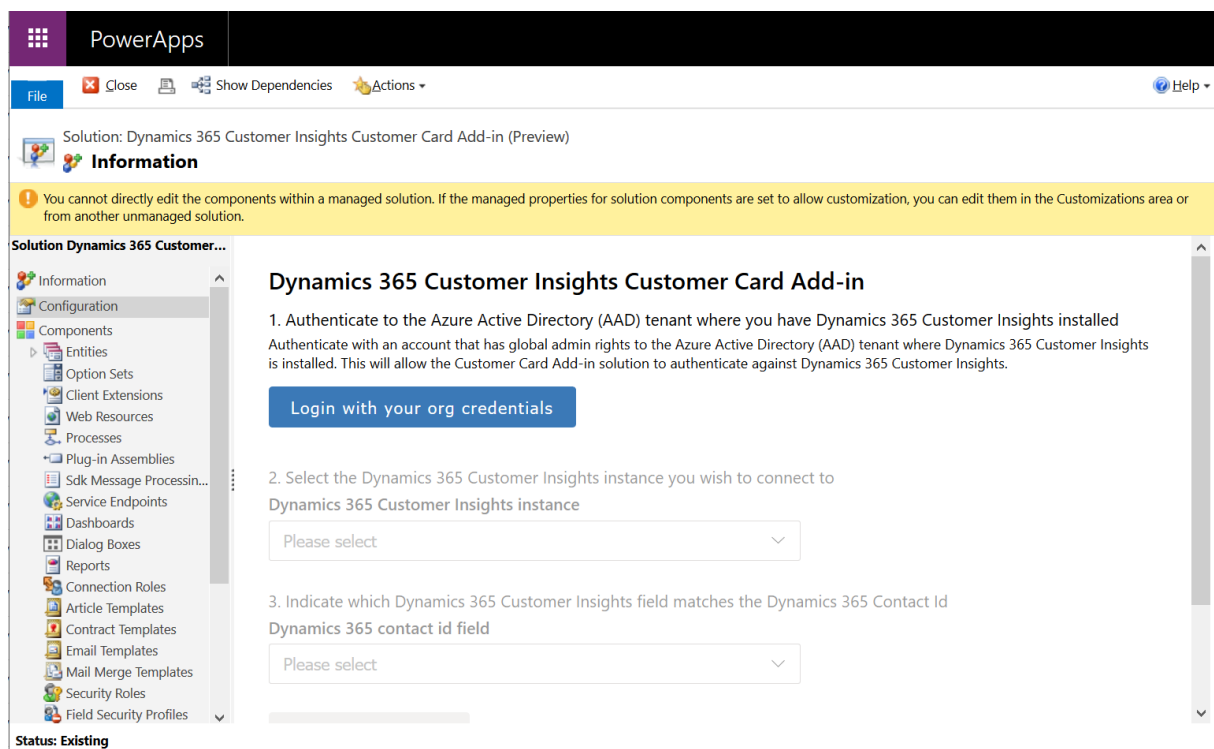 PowerApps
File
Close
Show Dependencies
Actions
Help
Solution: Dynamics 365 Customer Insights Customer Card Add-in (Preview)
Information
You cannot directly edit the components within a managed solution. If the managed properties for solution components are set to allow customization, you can edit them in the Customizations area or
from another unmanaged solution.
Solution Dynamics 365 Customer...
Information
Configuration
Components
Entities
Option Sets
Client Extensions
Web Resources
Processes
Plug-in Assemblies
Sdk Message Processin...
Service Endpoints
Dashboards
Dialog Boxes
Reports
Connection Roles
Article Templates
Contract Templates
Email Templates
Mail Merge Templates
Security Roles
Field Security Profiles
Dynamics 365 Customer Insights Customer Card Add-in
1. Authenticate to the Azure Active Directory (AAD) tenant where you have Dynamics 365 Customer Insights installed
Authenticate with an account that has global admin rights to the Azure Active Directory (AAD) tenant where Dynamics 365 Customer Insights
is installed. This will allow the Customer Card Add-in solution to authenticate against Dynamics 365 Customer Insights.
Login with your org credentials
2. Select the Dynamics 365 Customer Insights instance you wish to connect to
Dynamics 365 Customer Insights instance
Please select
3. Indicate which Dynamics 365 Customer Insights field matches the Dynamics 365 Contact Id
Dynamics 365 contact id field
Please select
Status: Existing